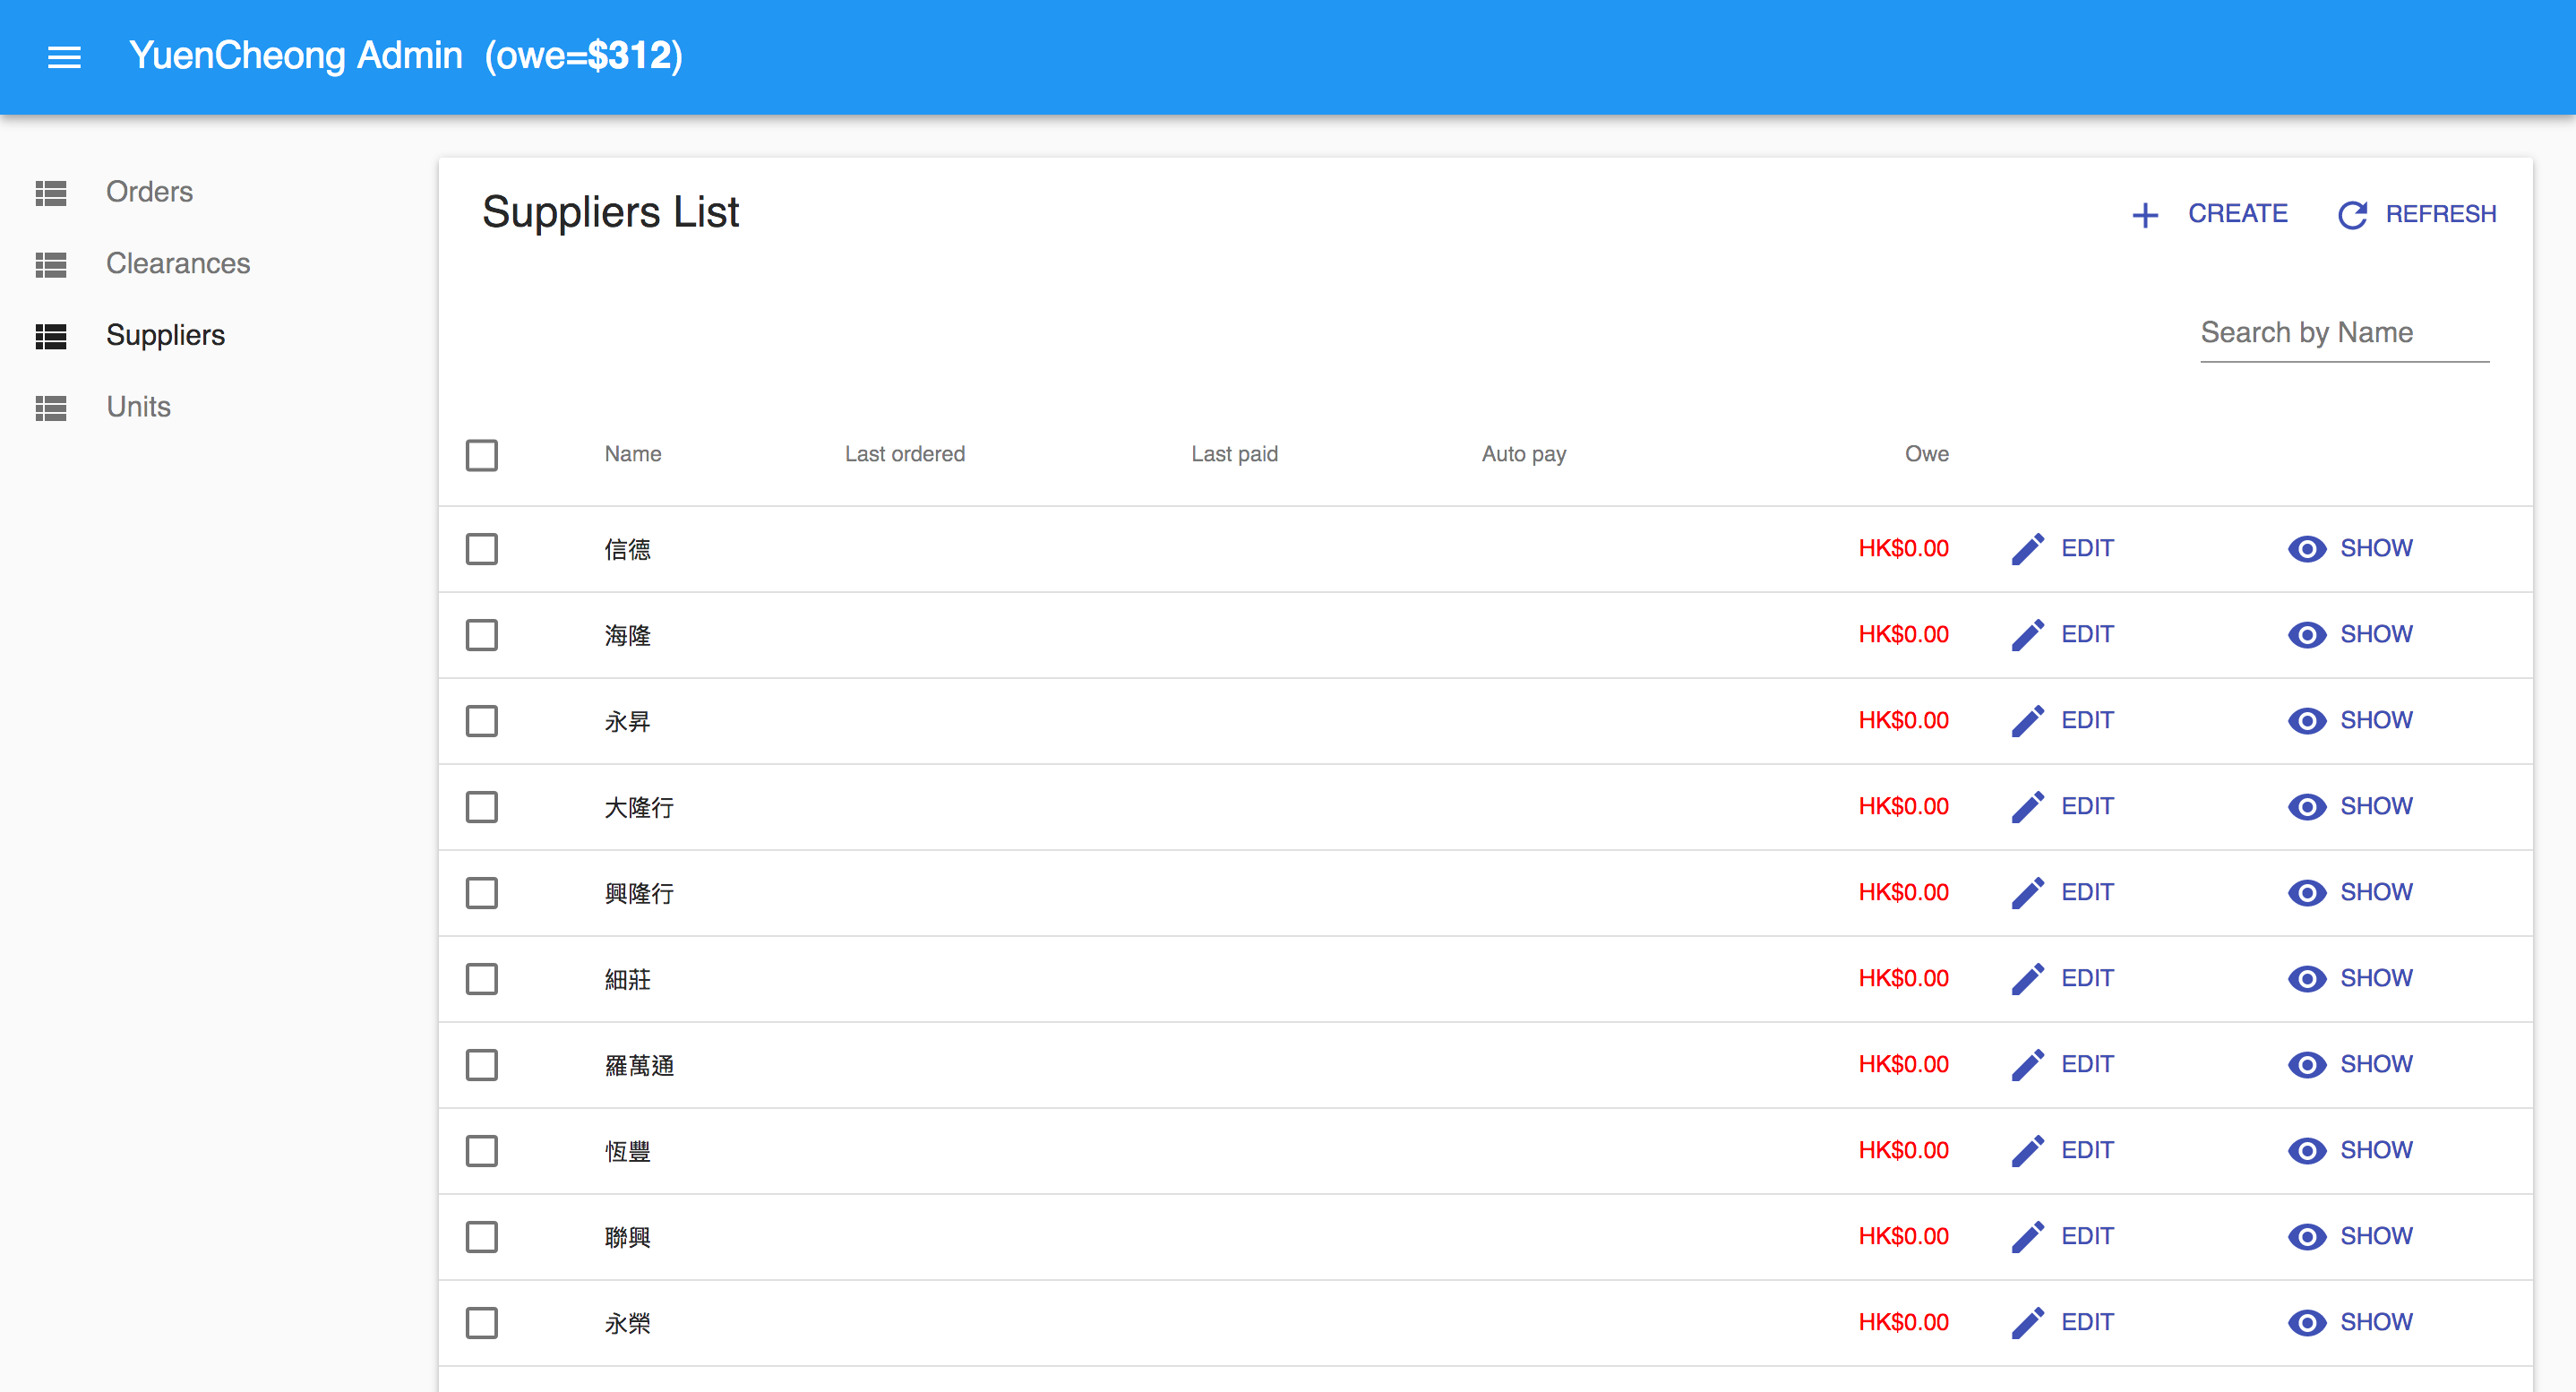 YuenCheong Admin (owe=$312)
Orders
Clearances
Suppliers
Units
Suppliers List
CREATE REFRESH
Search by Name
Name Last ordered Last paid Auto pay Owe
信德 HK$0.00 EDIT SHOW
海隆 HK$0.00 EDIT SHOW
永昇 HK$0.00 EDIT SHOW
大隆行 HK$0.00 EDIT SHOW
興隆行 HK$0.00 EDIT SHOW
細莊 HK$0.00 EDIT SHOW
羅萬通 HK$0.00 EDIT SHOW
恆豐 HK$0.00 EDIT SHOW
聯興 HK$0.00 EDIT SHOW
永榮 HK$0.00 EDIT SHOW